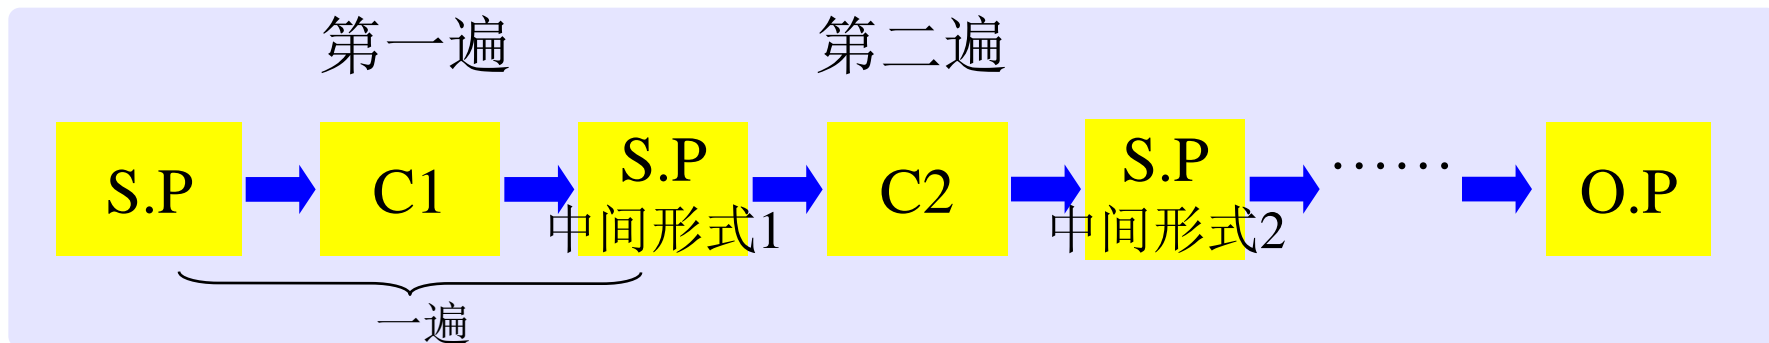 第一遍 第二遍
S.P C1 S.P 中间形式1 C2 S.P 中间形式2 …… O.P
一遍